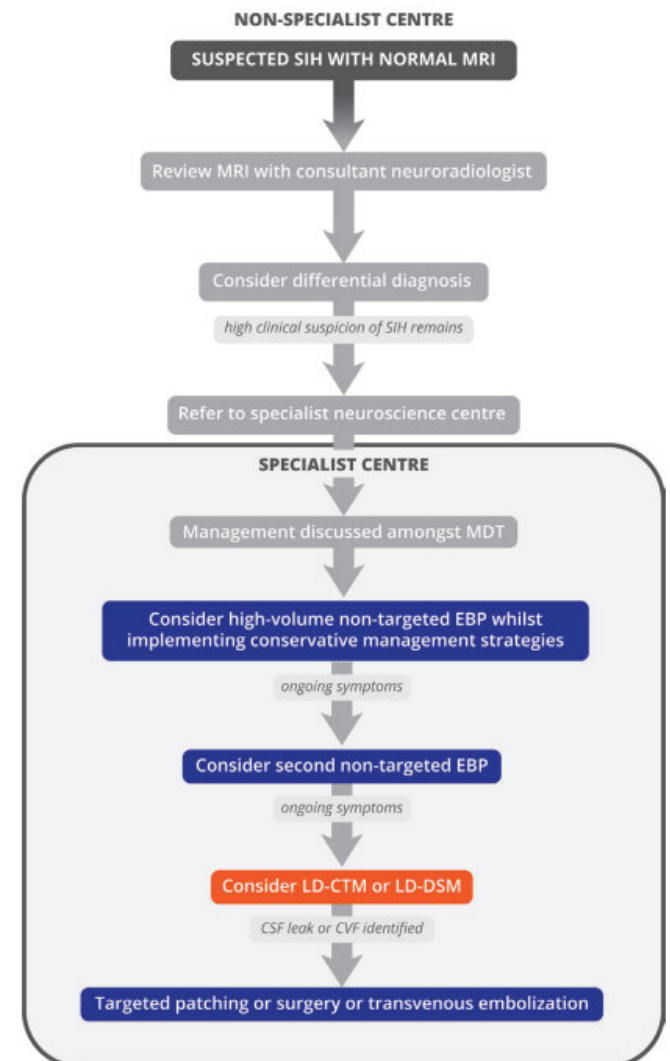 NON-SPECIALIST CENTRE
SUSPECTED SIH WITH NORMAL MRI
Review MRI with consultant neuroradiologist
Consider differential diagnosis
high clinical suspicion of SIH remains
Refer to specialist neuroscience centre
SPECIALIST CENTRE
Management discussed amongst MDT
Consider high-volume non-targeted EBP whilst
implementing conservative management strategies
ongoing symptoms
Consider second non-targeted EBP
ongoing symptoms
Consider LD-CTM or LD-DSM
CSF leak or CVF identified
Targeted patching or surgery or transvenous embolization